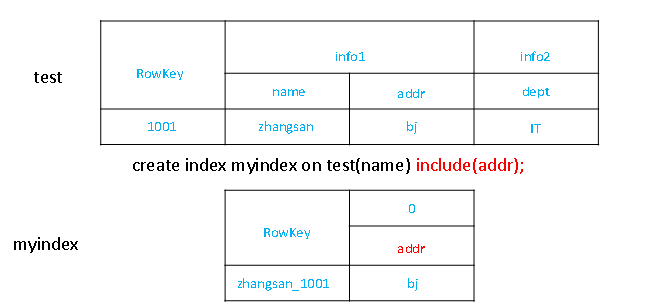 info1 info2
test RowKey
name addr dept
1001 zhangsan bj IT
create index myindex on test(name) include(addr);
0
myindex RowKey
addr
zhangsan_1001 bj